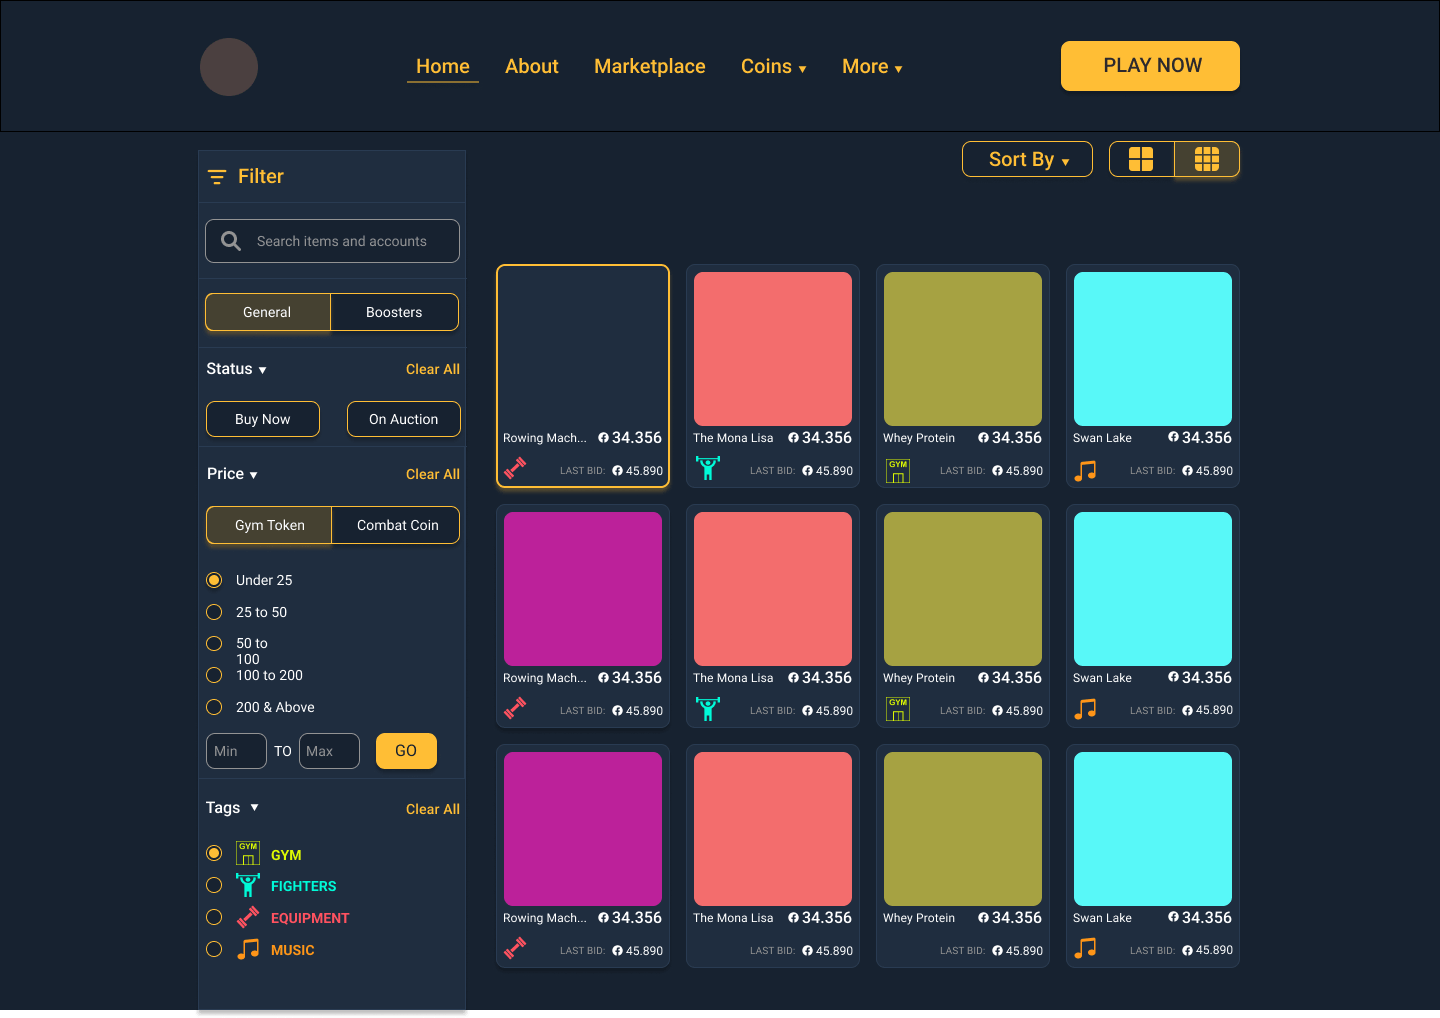 Home About Marketplace Coins ▾ More ▾ PLAY NOW
Sort By ▾
Filter
Search items and accounts
General Boosters
Status ▾ Clear All
Buy Now On Auction
Price ▾ Clear All
Gym Token Combat Coin
Under 25
25 to 50
50 to
100
100 to 200
200 & Above
Min TO Max GO
Tags ▾ Clear All
GYM GYM
FIGHTERS
EQUIPMENT
MUSIC
Rowing Mach... 34.356
LAST BID: 45.890
The Mona Lisa 34.356
LAST BID: 45.890
Whey Protein 34.356
GYM LAST BID: 45.890
Swan Lake 34.356
LAST BID: 45.890
Rowing Mach... 34.356
LAST BID: 45.890
The Mona Lisa 34.356
LAST BID: 45.890
Whey Protein 34.356
GYM LAST BID: 45.890
Swan Lake 34.356
LAST BID: 45.890
Rowing Mach... 34.356
LAST BID: 45.890
The Mona Lisa 34.356
LAST BID: 45.890
Whey Protein 34.356
LAST BID: 45.890
Swan Lake 34.356
LAST BID: 45.890